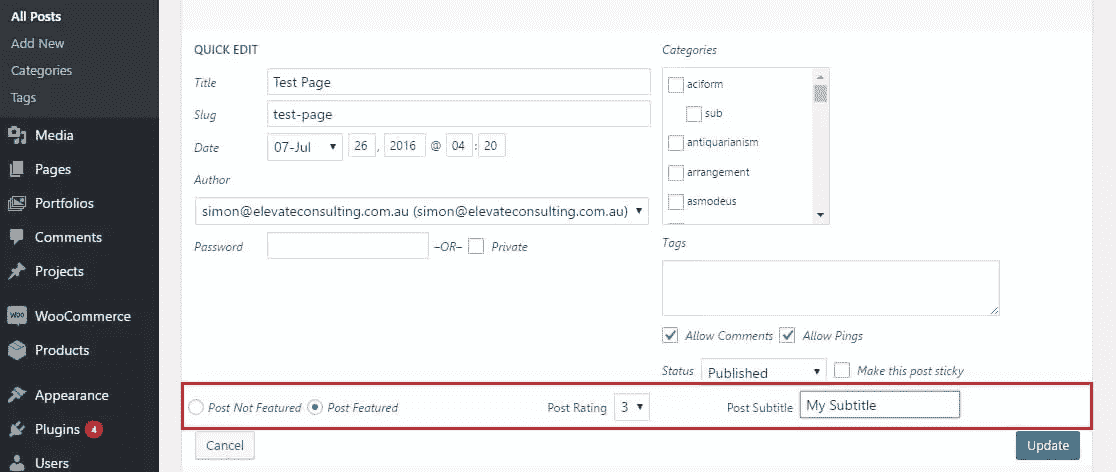 All Posts
Add New
Categories
Tags
Media
Pages
Portfolios
Comments
Projects
WooCommerce
Products
Appearance
Plugins 4
Users
QUICK EDIT
Title Test Page
Slug test-page
Date 07-Jul 26 , 2016 @ 04 : 20
Author
simon@elevateconsulting.com.au (simon@elevateconsulting.com.au)
Password –OR– Private
Categories
aciform
sub
antiquarianism
arrangement
asmodeus
Tags
Allow Comments Allow Pings
Status Published Make this post sticky
Post Not Featured Post Featured Post Rating 3 Post Subtitle My Subtitle
Cancel Update